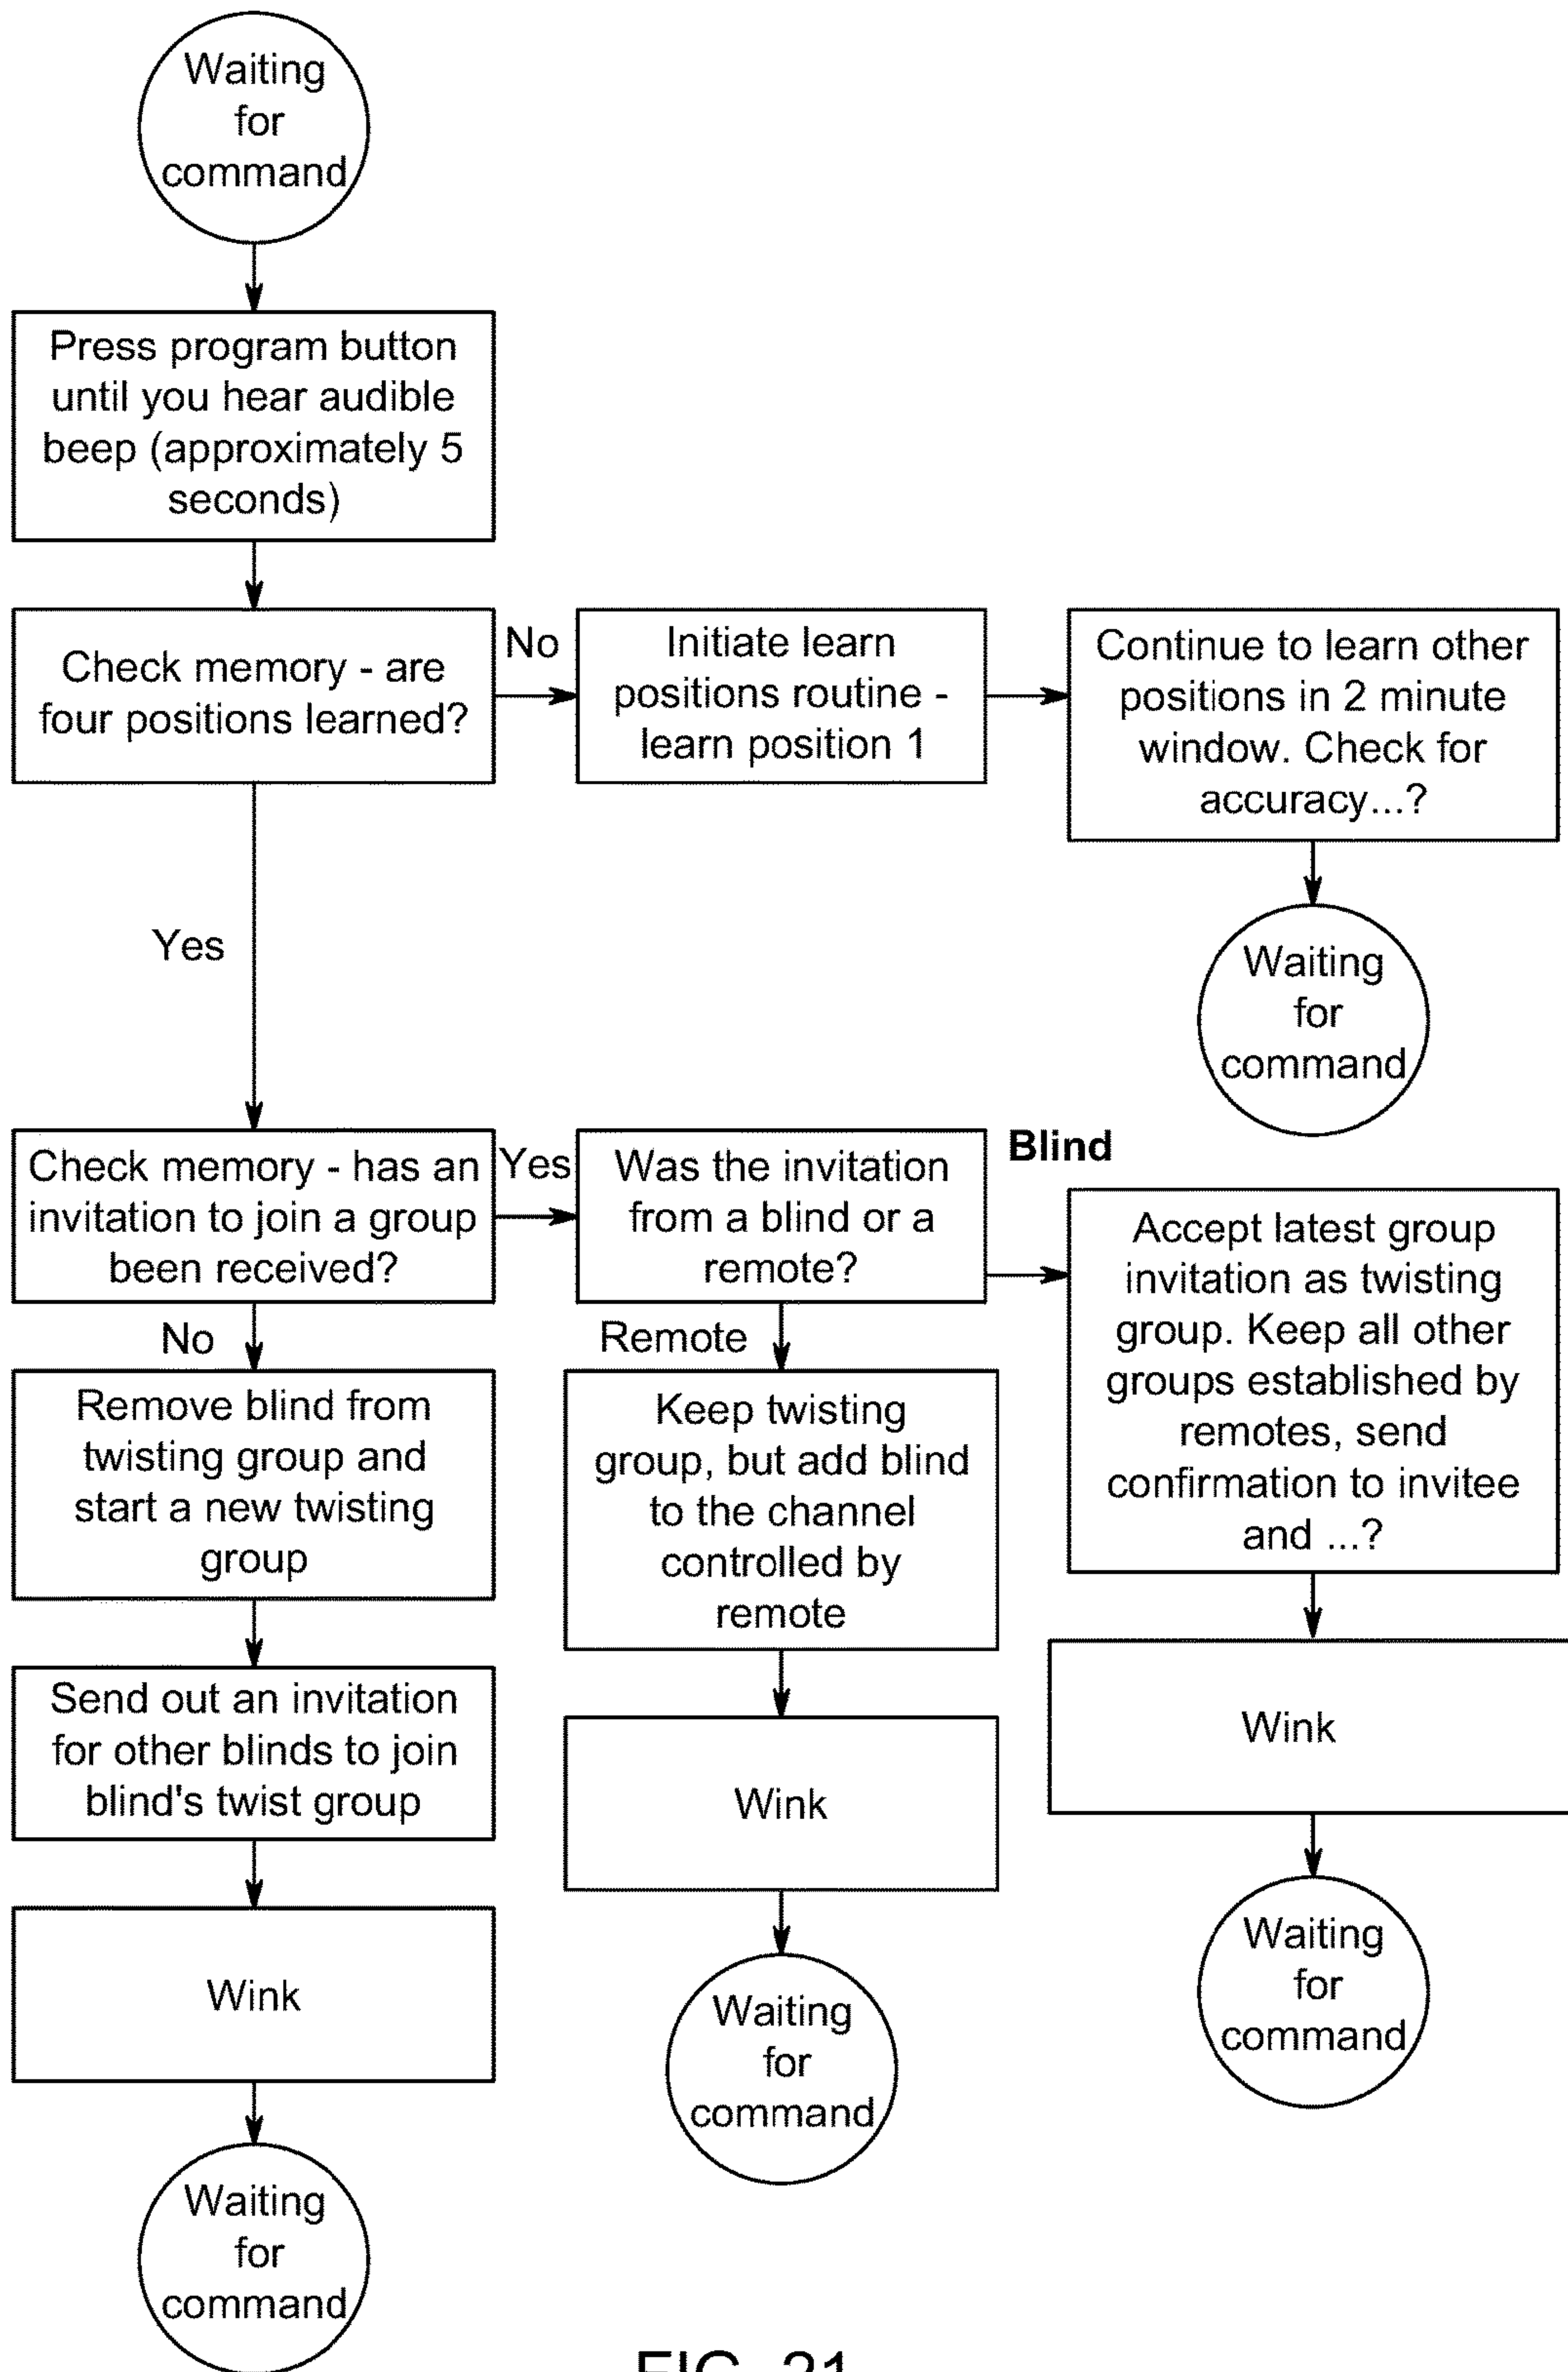 Waiting
for
command
Press program button
until you hear audible
beep (approximately 5
seconds)
Check memory - are
four positions learned?
No
Initiate learn
positions routine -
learn position 1
Continue to learn other
positions in 2 minute
window. Check for
accuracy...?
Waiting
for
command
Yes
Check memory - has an
invitation to join a group
been received?
Yes
Was the invitation
from a blind or a
remote?
Blind
Accept latest group
invitation as twisting
group. Keep all other
groups established by
remotes, send
confirmation to invitee
and ...?
Wink
Waiting
for
command
Remote
Keep twisting
group, but add blind
to the channel
controlled by
remote
Wink
Waiting
for
command
No
Remove blind from
twisting group and
start a new twisting
group
Send out an invitation
for other blinds to join
blind's twist group
Wink
Waiting
for
command
FIG. 21